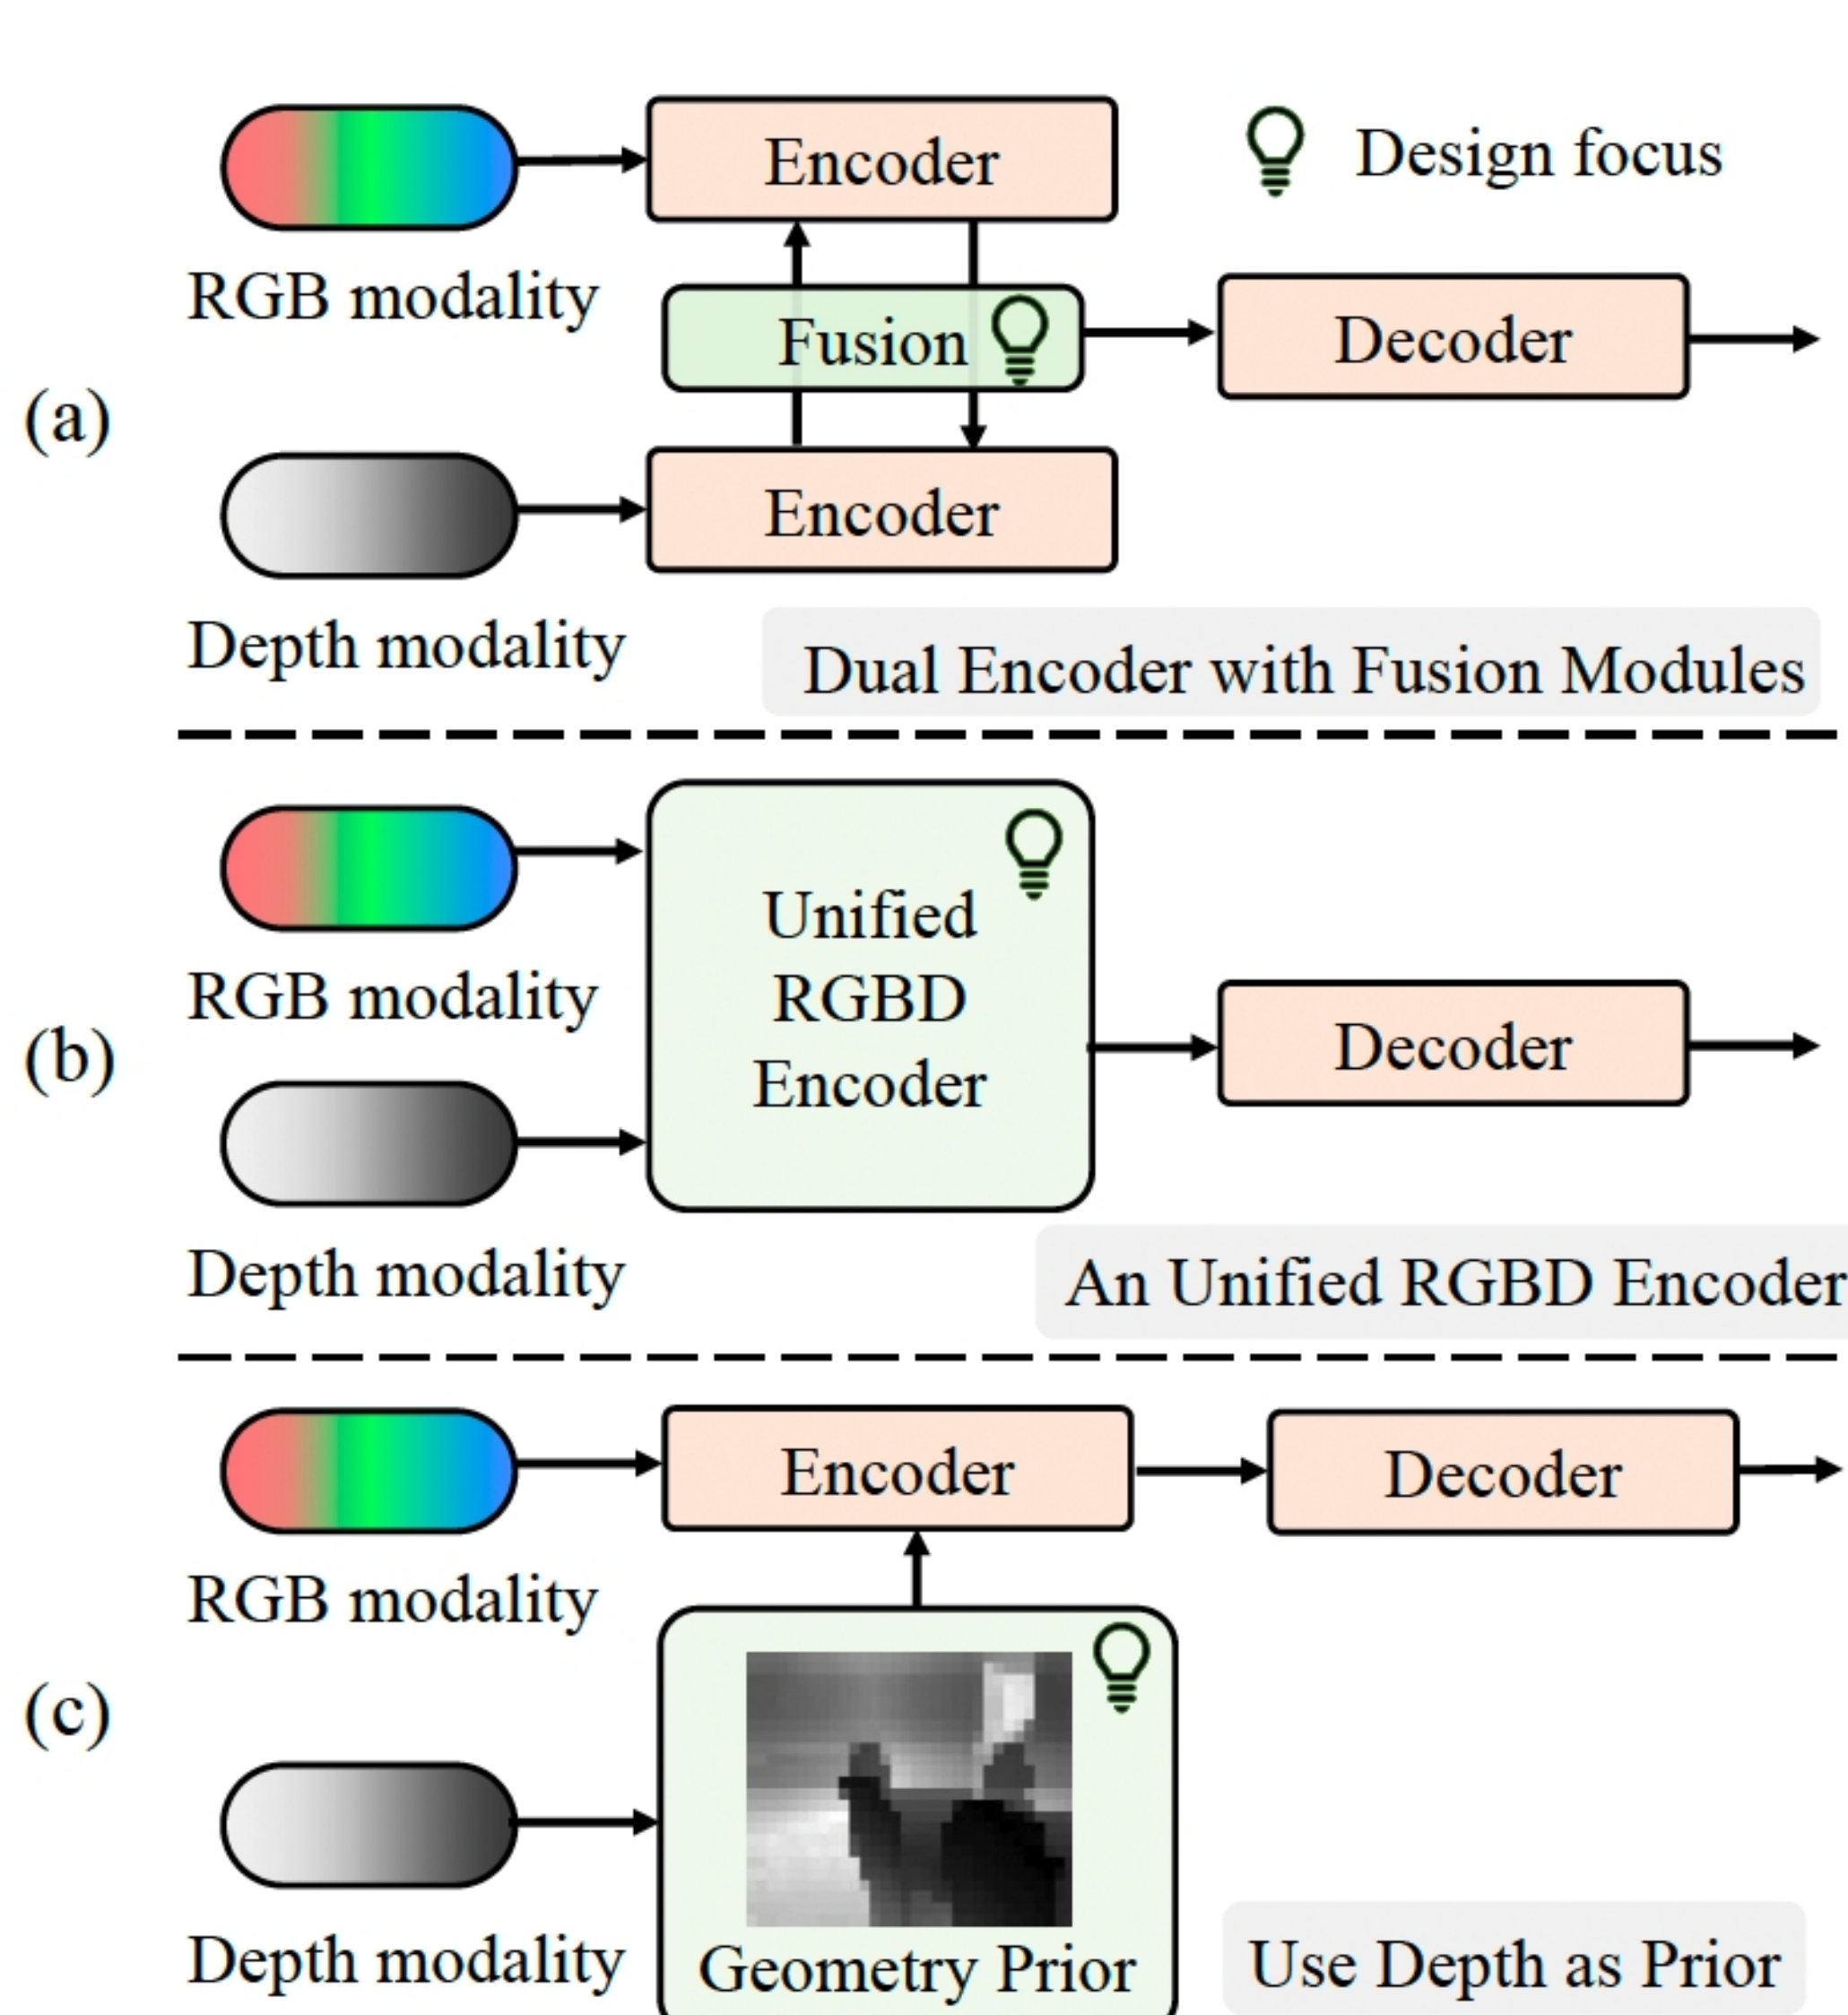 Encoder
Design focus
RGB modality
Fusion
Decoder
(a)
Encoder
Depth modality
Dual Encoder with Fusion Modules
Unified
RGBD
Encoder
RGB modality
(b)
Decoder
Depth modality
An Unified RGBD Encoder
Encoder
Decoder
RGB modality
(c)
Depth modality
Geometry Prior
Use Depth as Prior